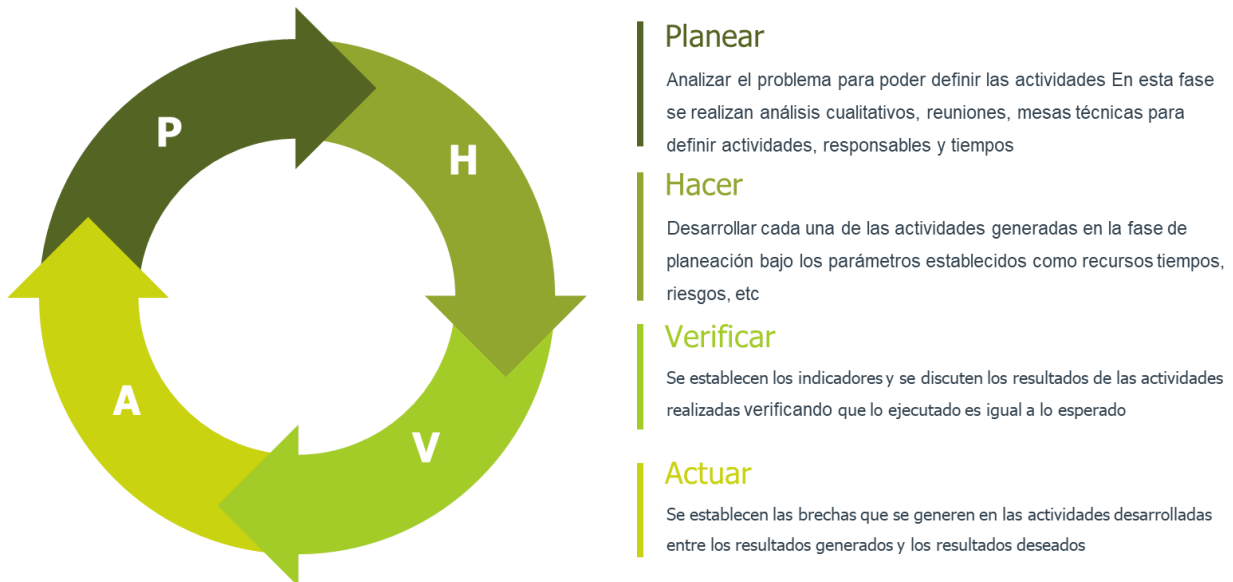 P
H
V
A
Planear
Analizar el problema para poder definir las actividades En esta fase
se realizan análisis cualitativos, reuniones, mesas técnicas para
definir actividades, responsables y tiempos
Hacer
Desarrollar cada una de las actividades generadas en la fase de
planeación bajo los parámetros establecidos como recursos tiempos,
riesgos, etc
Verificar
Se establecen los indicadores y se discuten los resultados de las actividades
realizadas verificando que lo ejecutado es igual a lo esperado
Actuar
Se establecen las brechas que se generen en las actividades desarrolladas
entre los resultados generados y los resultados deseados